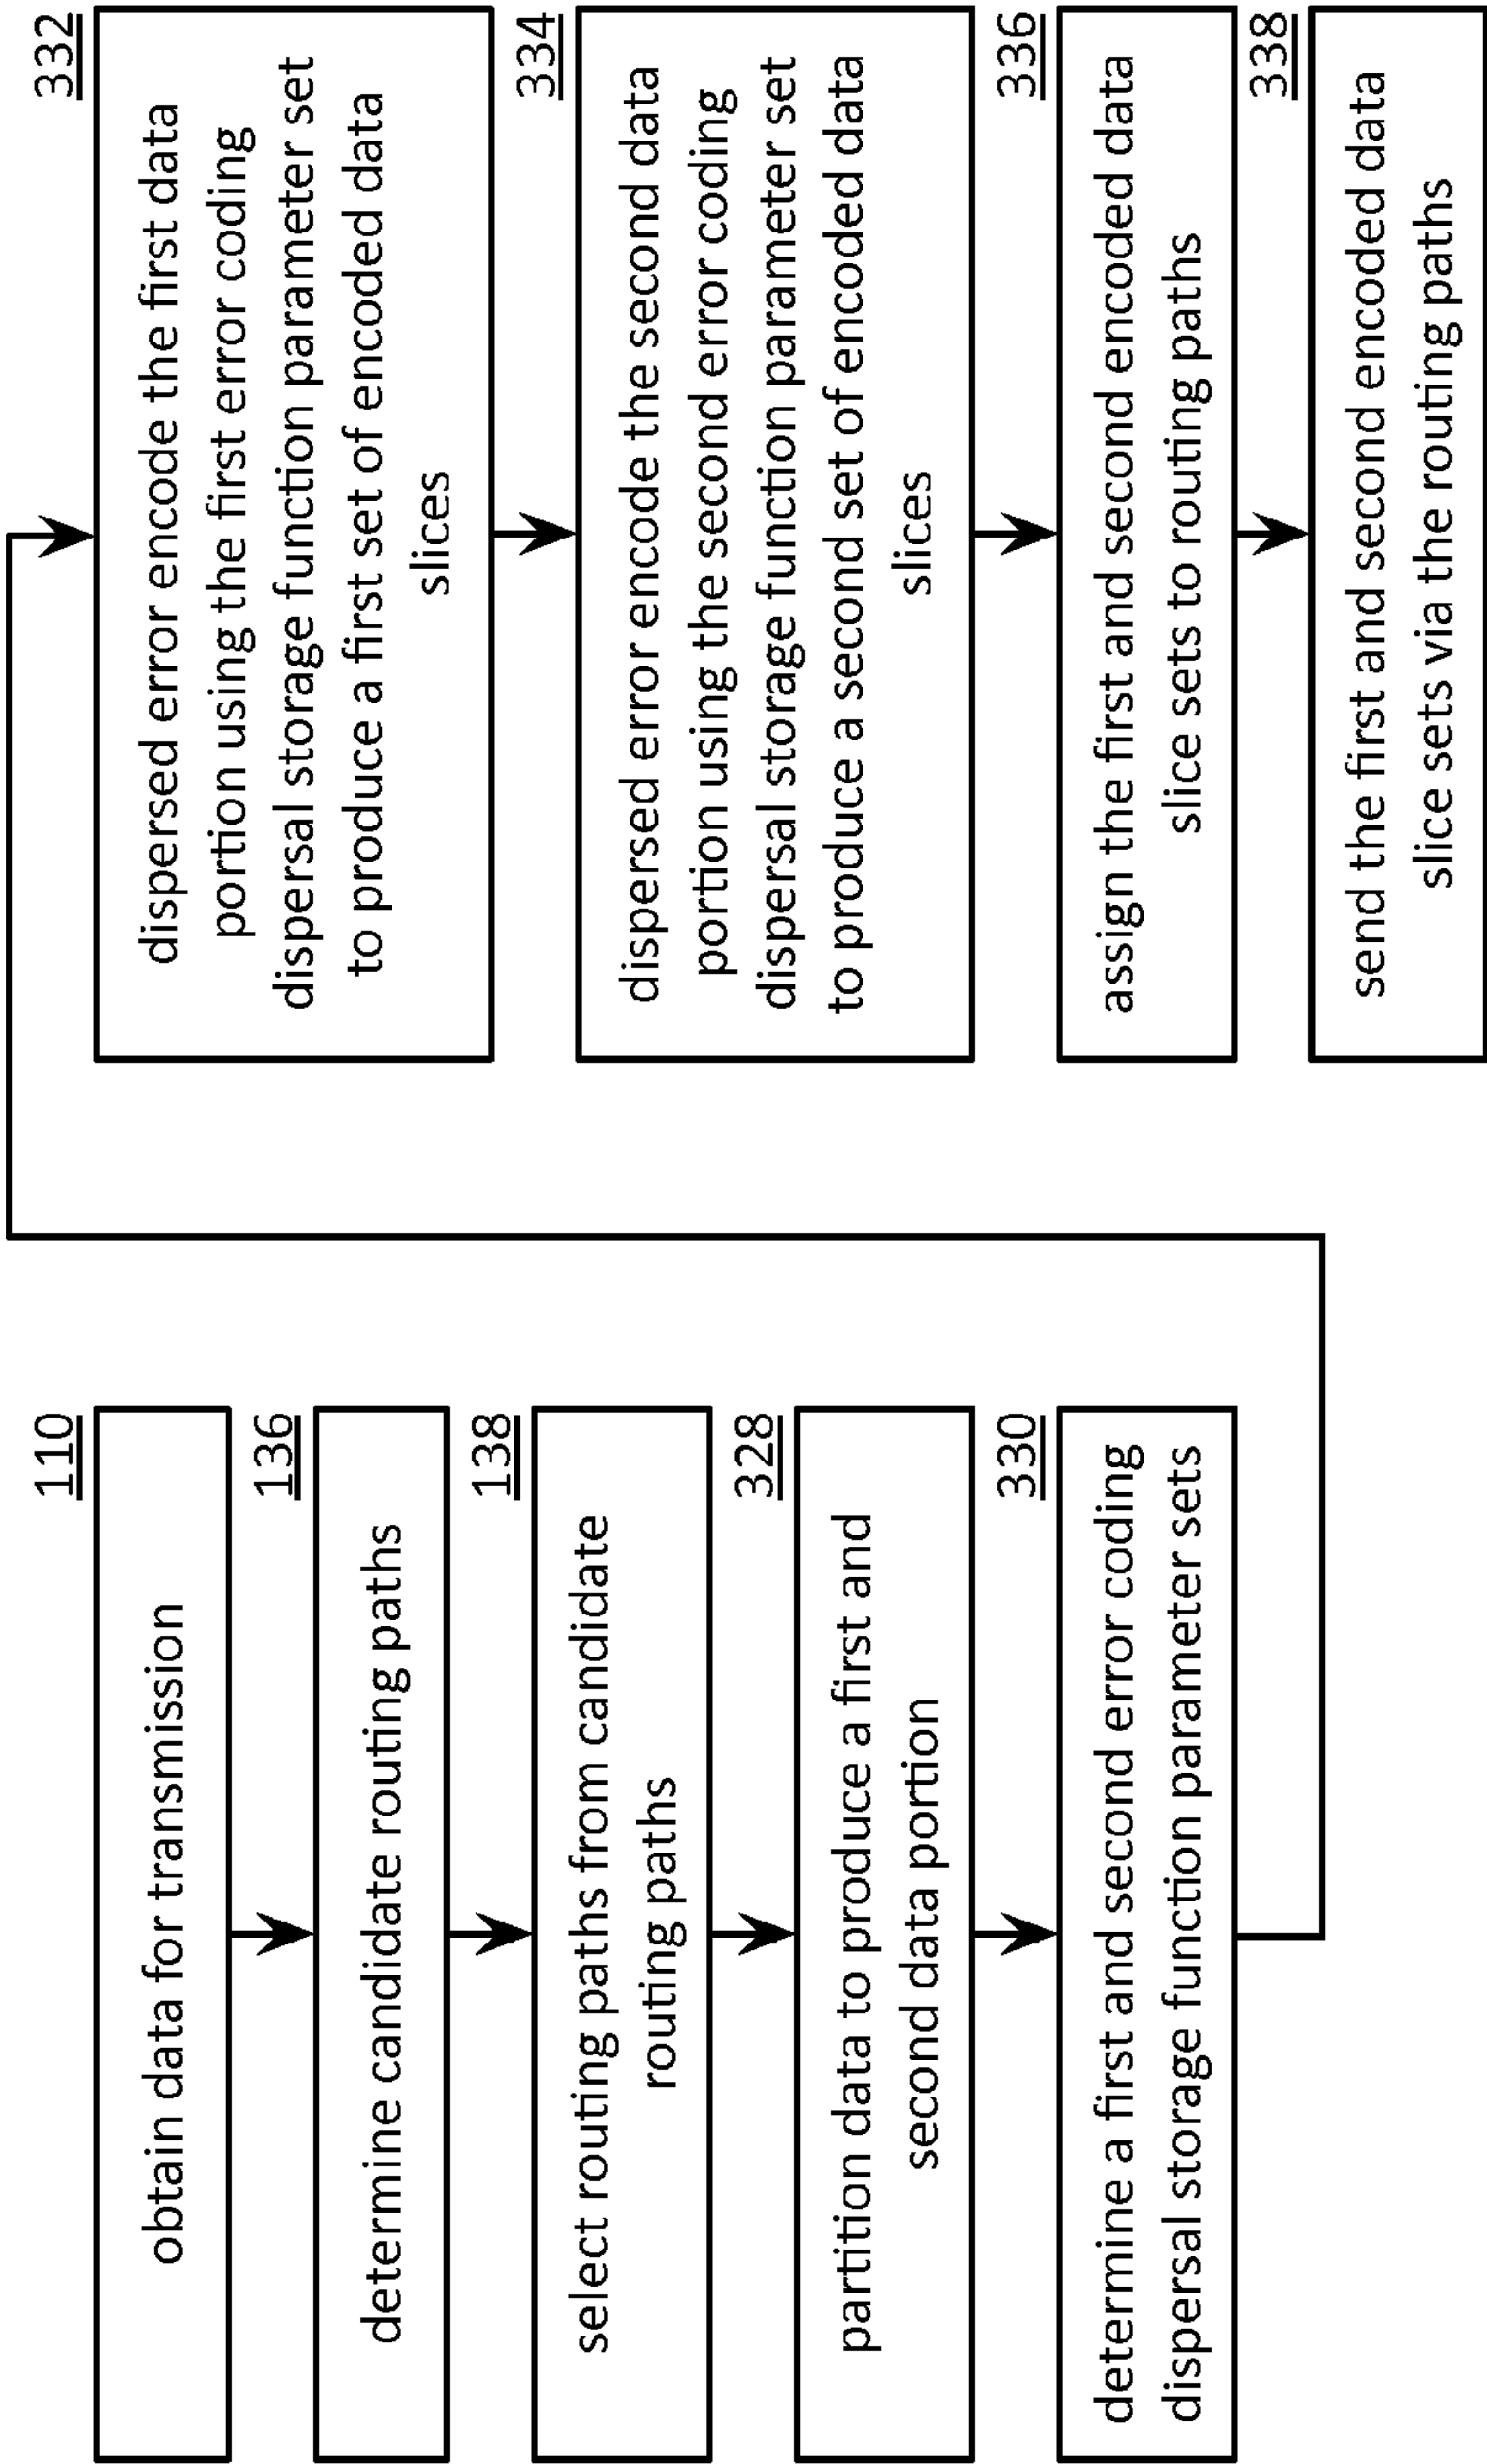 110
obtain data for transmission
136
determine candidate routing paths
138
select routing paths from candidate
routing paths
328
partition data to produce a first and
second data portion
330
determine a first and second error coding
dispersal storage function parameter sets
332
dispersed error encode the first data
portion using the first error coding
dispersal storage function parameter set
to produce a first set of encoded data
slices
334
dispersed error encode the second data
portion using the second error coding
dispersal storage function parameter set
to produce a second set of encoded data
slices
336
assign the first and second encoded data
slice sets to routing paths
338
send the first and second encoded data
slice sets via the routing paths